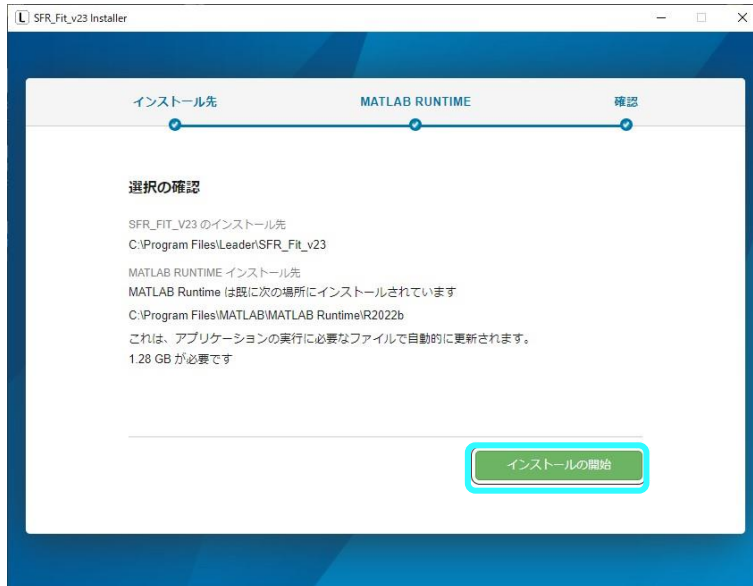 L SFR_Fit_v23 Installer
インストール先 MATLAB RUNTIME 確認
選択の確認
SFR_FIT_V23 のインストール先
C:\Program Files\Leader\SFR_Fit_v23
MATLAB RUNTIME インストール先
MATLAB Runtime は既に次の場所にインストールされています
C:\Program Files\MATLAB\MATLAB Runtime\R2022b
これは、アプリケーションの実行に必要なファイルで自動的に更新されます。
1.28 GB が必要です
インストールの開始